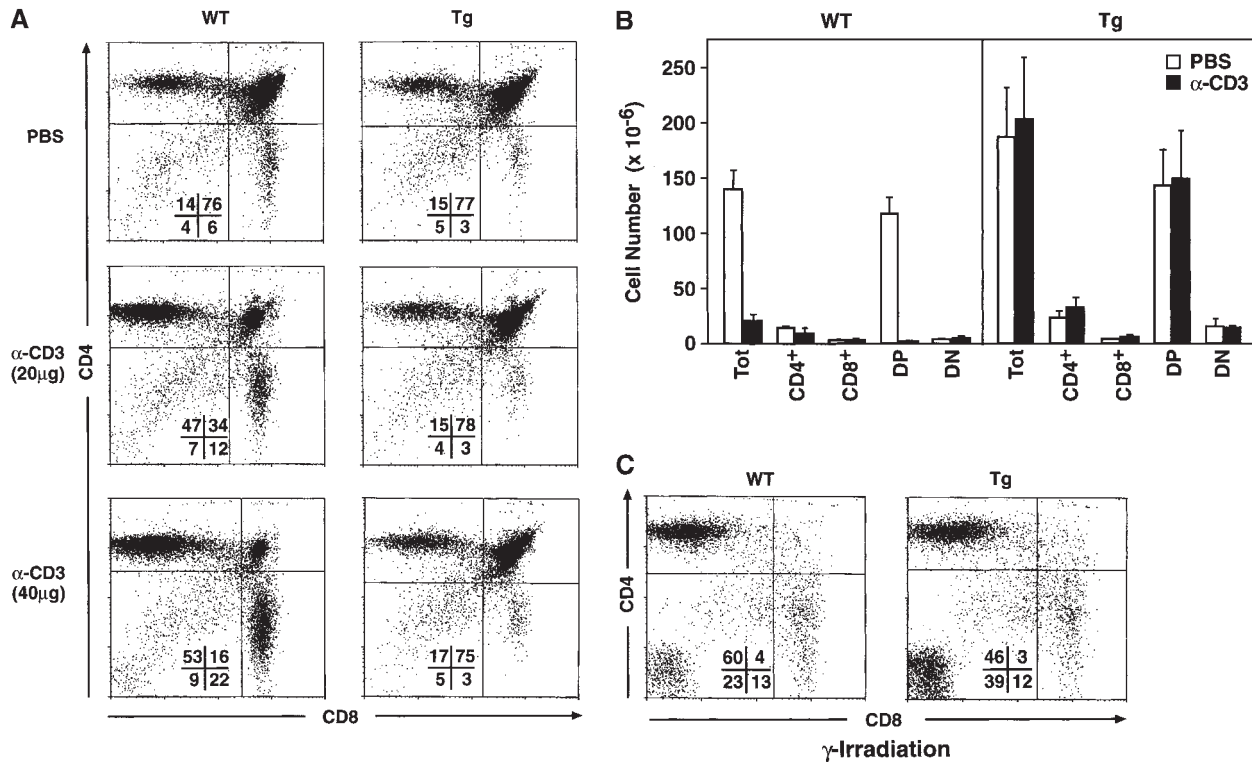 A
WT
Tg
PBS
14 76
4 6
15 77
5 3
α-CD3
(20μg)
CD4
47 34
7 12
15 78
4 3
α-CD3
(40μg)
53 16
9 22
17 75
5 3
CD8
B
WT
Tg
PBS
α-CD3
Cell Number (x 10-6)
250
200
150
100
50
0
Tot
CD4+
CD8+
DP
DN
Tot
CD4+
CD8+
DP
DN
C
WT
Tg
CD4
60 4
23 13
46 3
39 12
CD8
γ-Irradiation